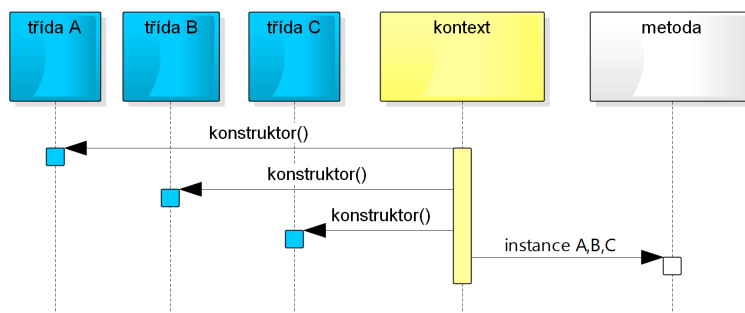 třída A
třída B
třída C
kontext
metoda
konstruktor()
konstruktor()
konstruktor()
instance A,B,C